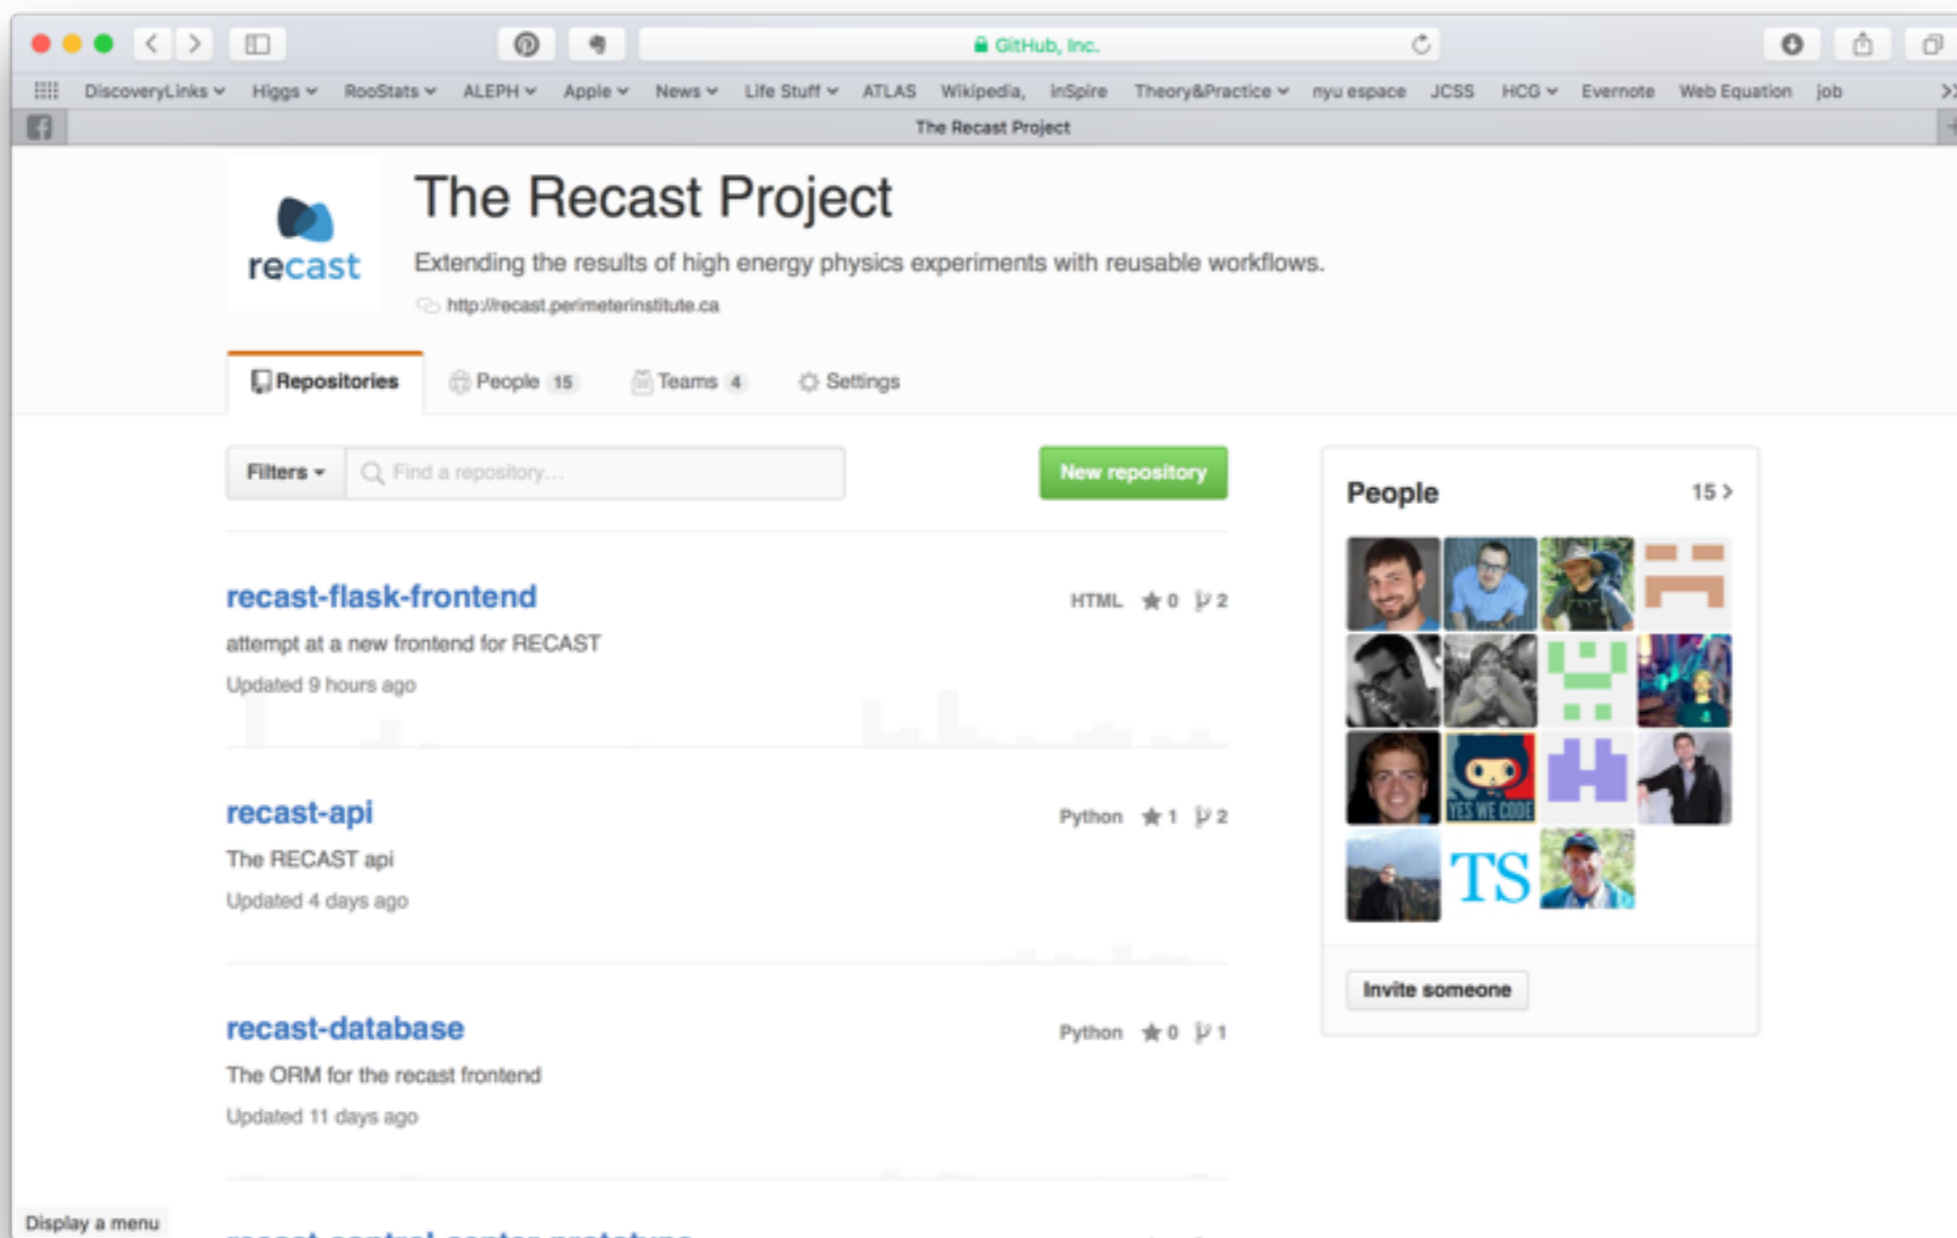 GitHub, Inc.
DiscoveryLinks Higgs RooStats ALEPH Apple News Life Stuff ATLAS Wikipedia, inSpire Theory&Practice nyu espace JCSS HCG Evernote Web Equation job
The Recast Project
recast
The Recast Project
Extending the results of high energy physics experiments with reusable workflows.
http://recast.perimeterinstitute.ca
Repositories People 15 Teams 4 Settings
Filters Find a repository... New repository
recast-flask-frontend HTML 0 2
attempt at a new frontend for RECAST
Updated 9 hours ago
recast-api Python 1 2
The RECAST api
Updated 4 days ago
recast-database Python 0 1
The ORM for the recast frontend
Updated 11 days ago
recast-control-center-prototype
People 15
YES WE CODE
TS
Invite someone
Display a menu